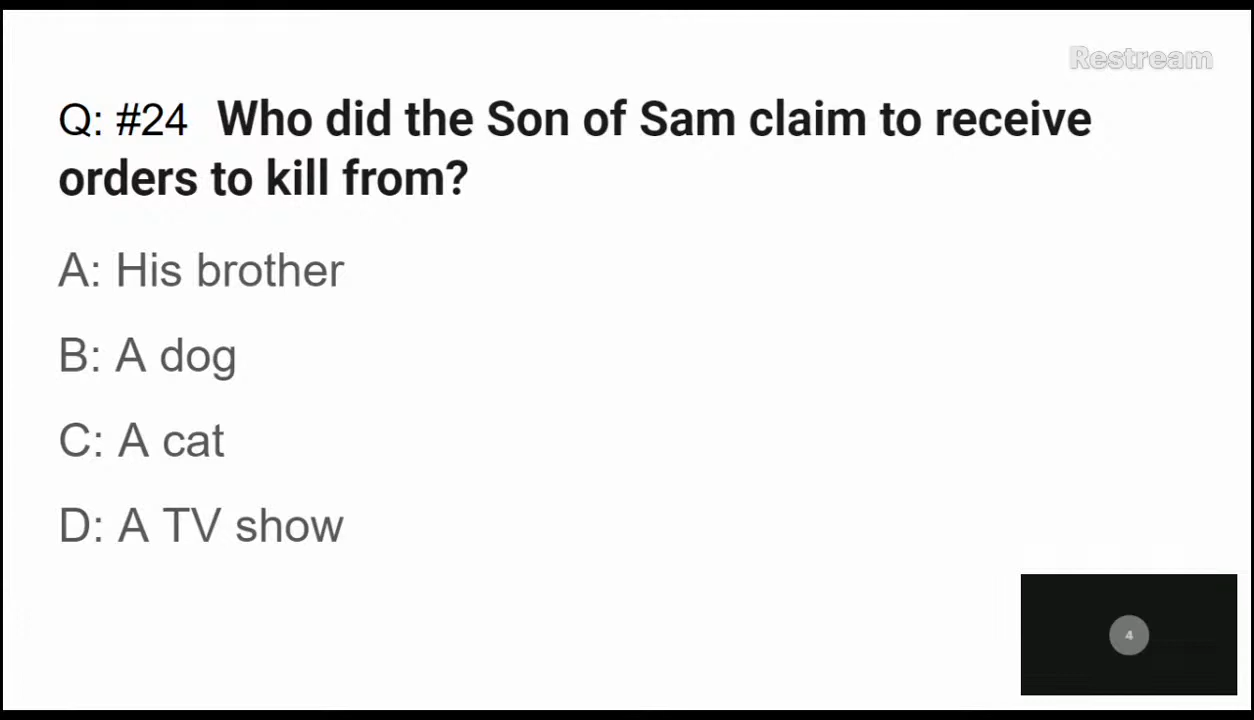 Restream
Q: #24 Who did the Son of Sam claim to receive
orders to kill from?
A: His brother
B: A dog
C: A cat
D: A TV show
4